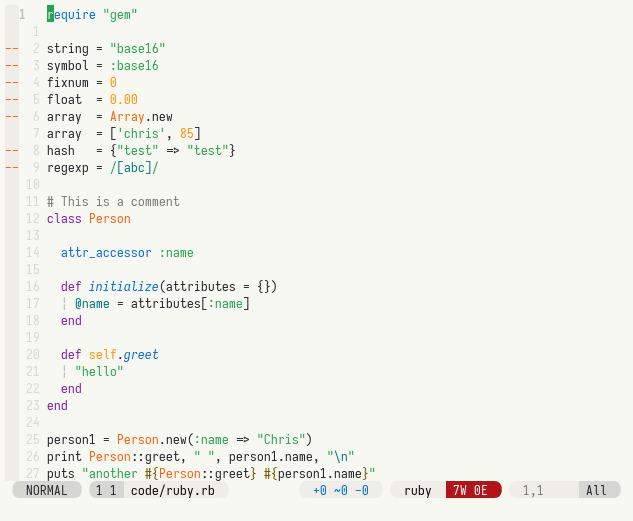 1 require "gem"
1
-- 2 string = "base16"
-- 3 symbol = :base16
-- 4 fixnum = 0
-- 5 float  = 0.00
-- 6 array  = Array.new
7 array  = ['chris', 85]
-- 8 hash   = {"test" => "test"}
-- 9 regexp = /[abc]/
10
11 # This is a comment
12 class Person
13
14   attr_accessor :name
15
16   def initialize(attributes = {})
17   ¦ @name = attributes[:name]
18   end
19
20   def self.greet
21   ¦ "hello"
22   end
23 end
24
25 person1 = Person.new(:name => "Chris")
26 print Person::greet, " ", person1.name, "\n"
27 puts "another #{Person::greet} #{person1.name}"
NORMAL 1 1 code/ruby.rb +0 ~0 -0 ruby 7W 0E 1,1 All